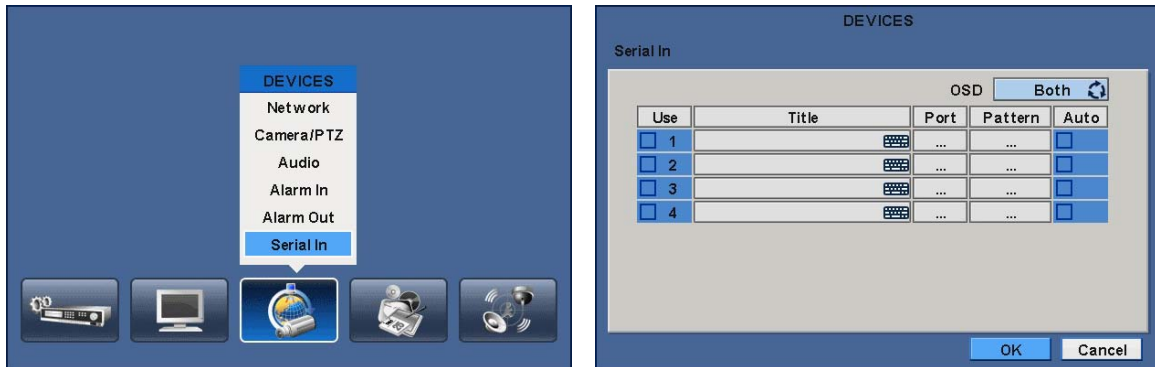 DEVICES
Network
Camera/PTZ
Audio
Alarm In
Alarm Out
Serial In
DEVICES
Serial In
OSD Both
Use Title Port Pattern Auto
1 ... ...
2 ... ...
3 ... ...
4 ... ...
OK Cancel